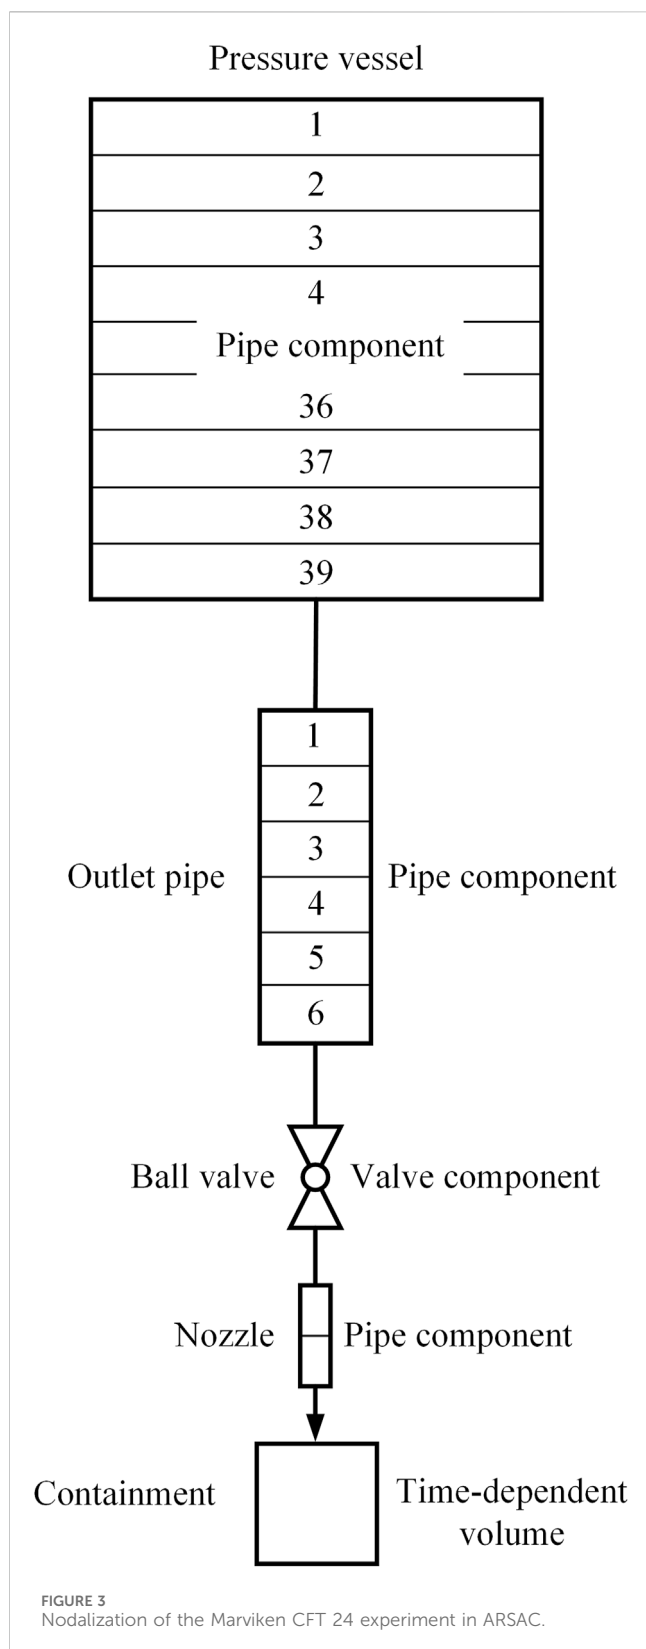 Pressure vessel
1
2
3
4
Pipe component
36
37
38
39
1
2
3
Outlet pipe
Pipe component
4
5
6
Ball valve
Valve component
Nozzle
Pipe component
Containment
Time-dependent
volume
FIGURE 3
Nodalization of the Marviken CFT 24 experiment in ARSAC.